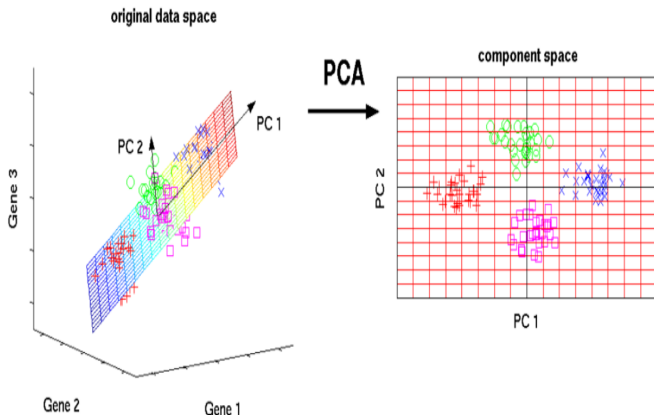 original data space
component space
PCA
PC 1
PC 2
Gene 3
PC 2
PC 1
Gene 2
Gene 1